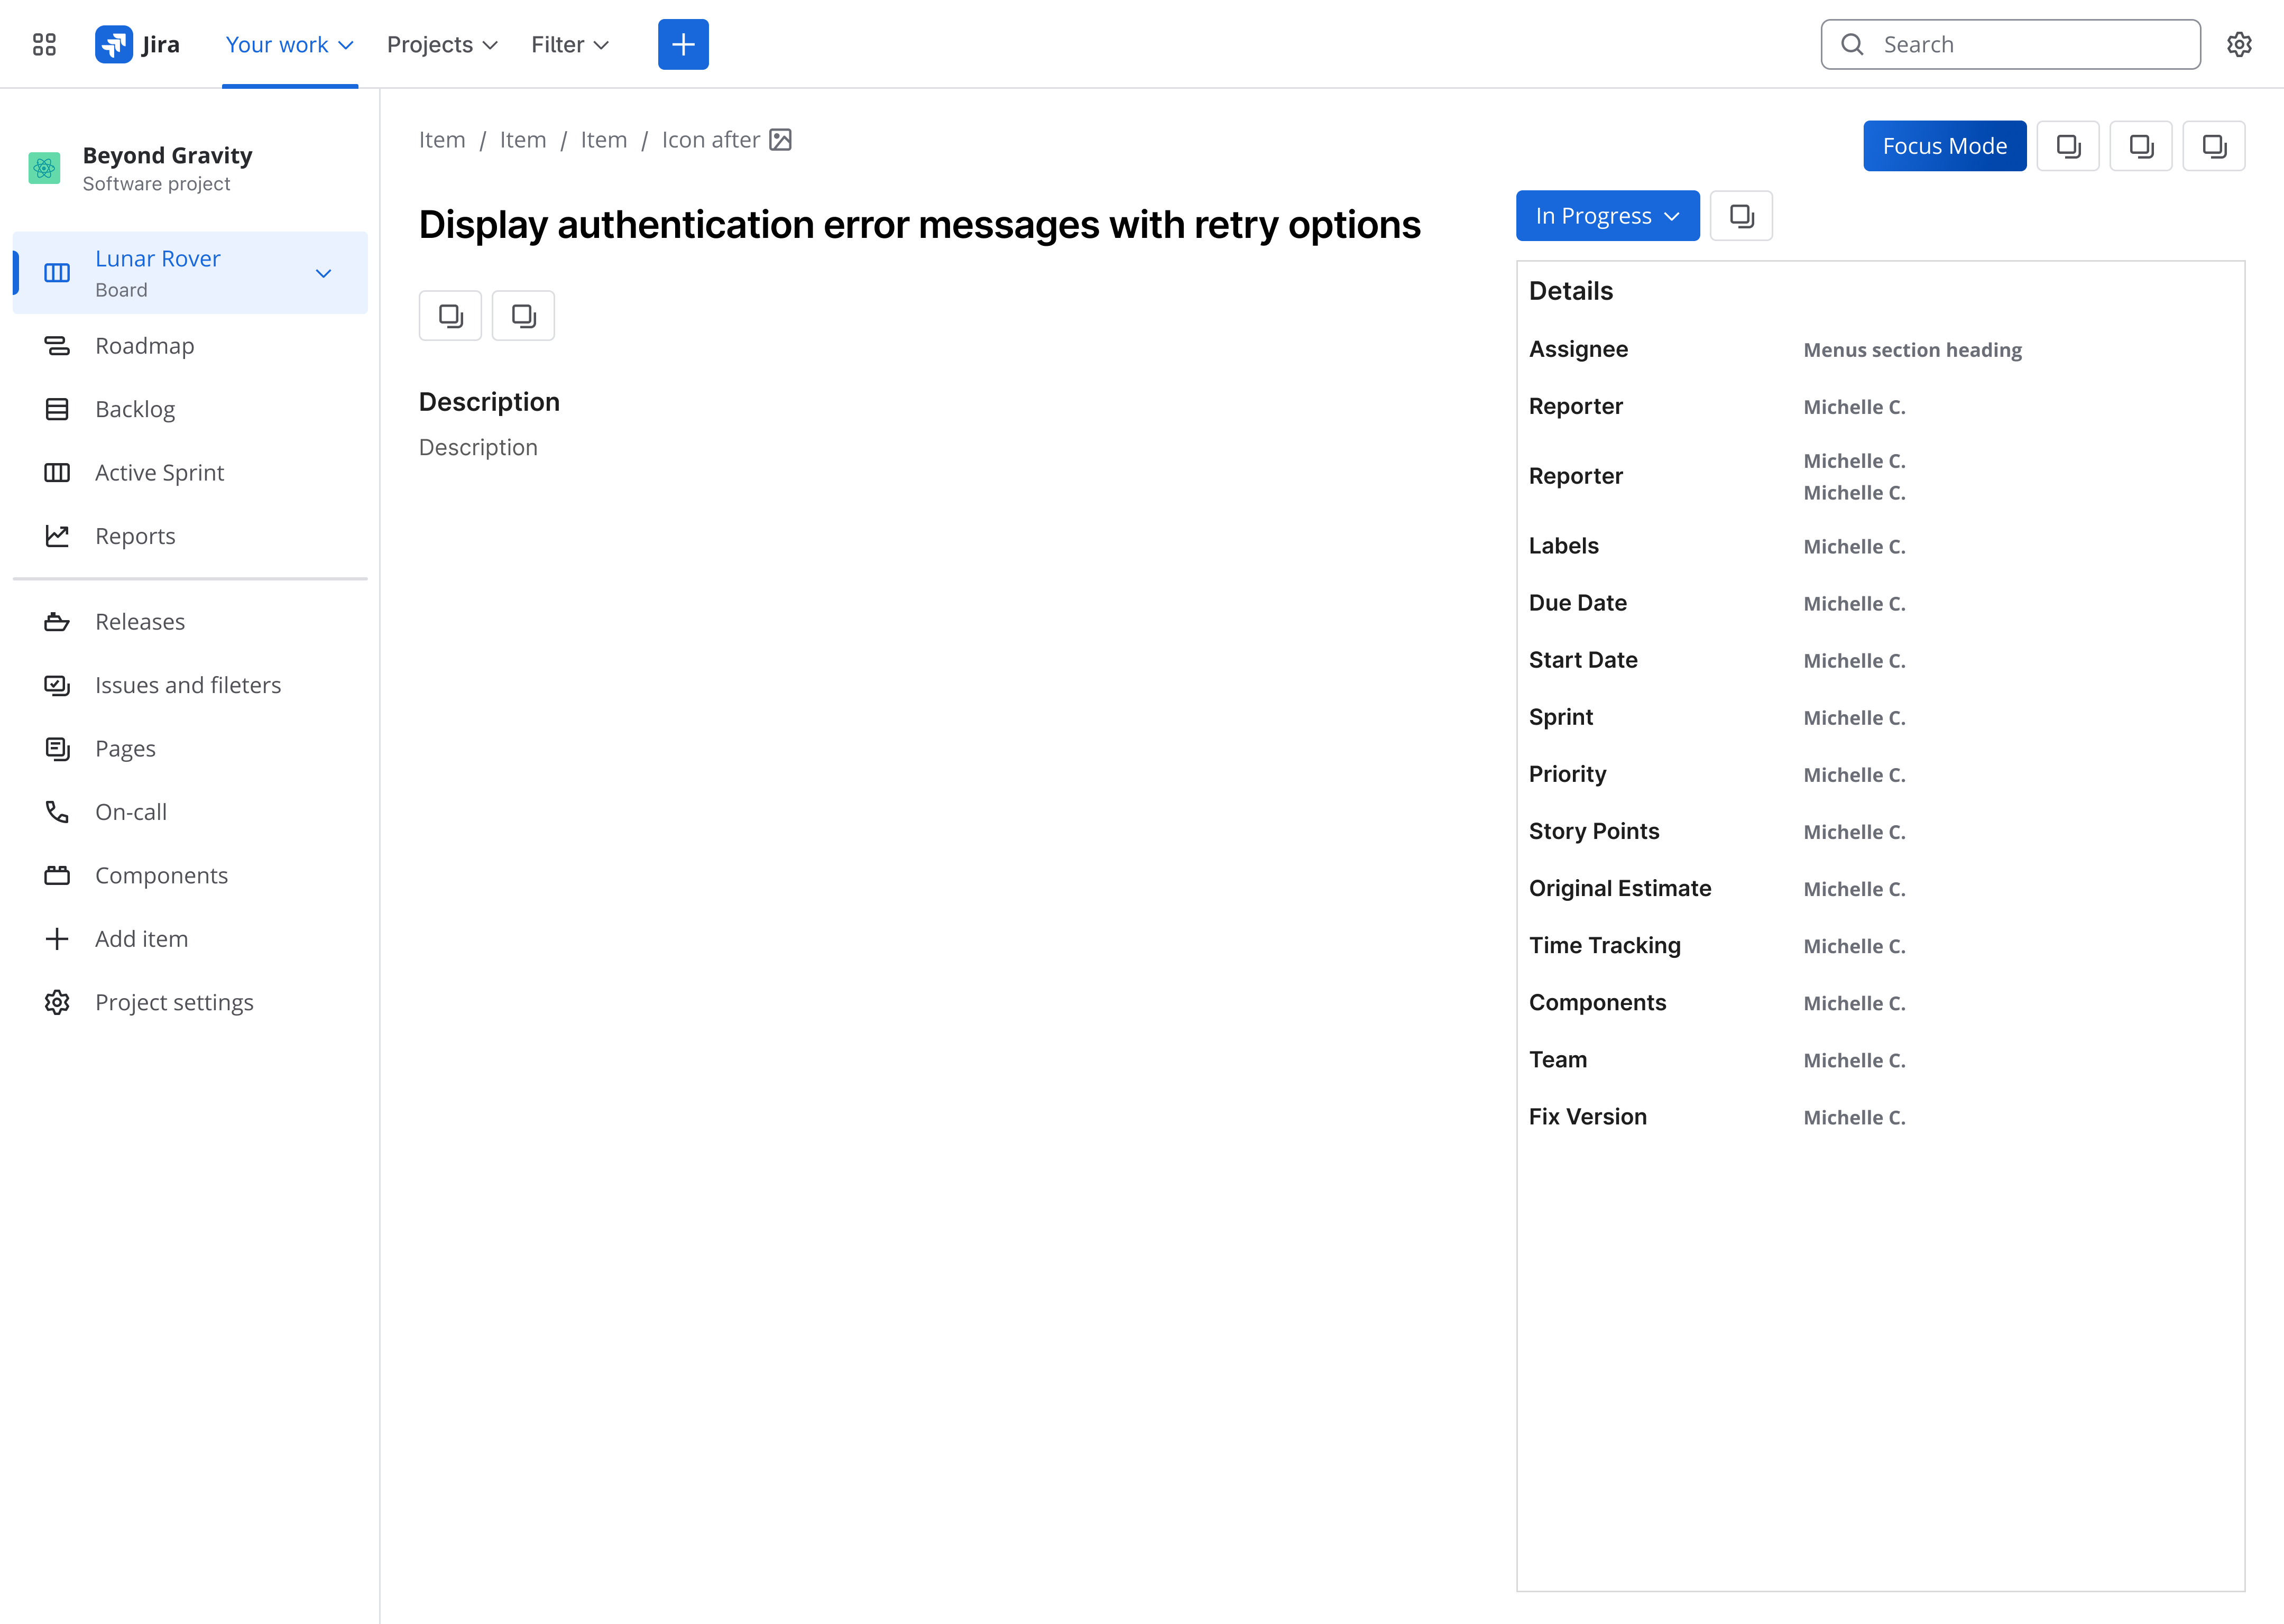 Jira
Your work
Projects
Filter
Search
Beyond Gravity
Software project
Lunar Rover
Board
Roadmap
Backlog
Active Sprint
Reports
Releases
Issues and fileters
Pages
On-call
Components
Add item
Project settings
Item / Item / Item / Icon after
Focus Mode
Display authentication error messages with retry options
In Progress
Description
Description
Details
Assignee Menus section heading
Reporter Michelle C.
Reporter Michelle C.
Michelle C.
Labels Michelle C.
Due Date Michelle C.
Start Date Michelle C.
Sprint Michelle C.
Priority Michelle C.
Story Points Michelle C.
Original Estimate Michelle C.
Time Tracking Michelle C.
Components Michelle C.
Team Michelle C.
Fix Version Michelle C.